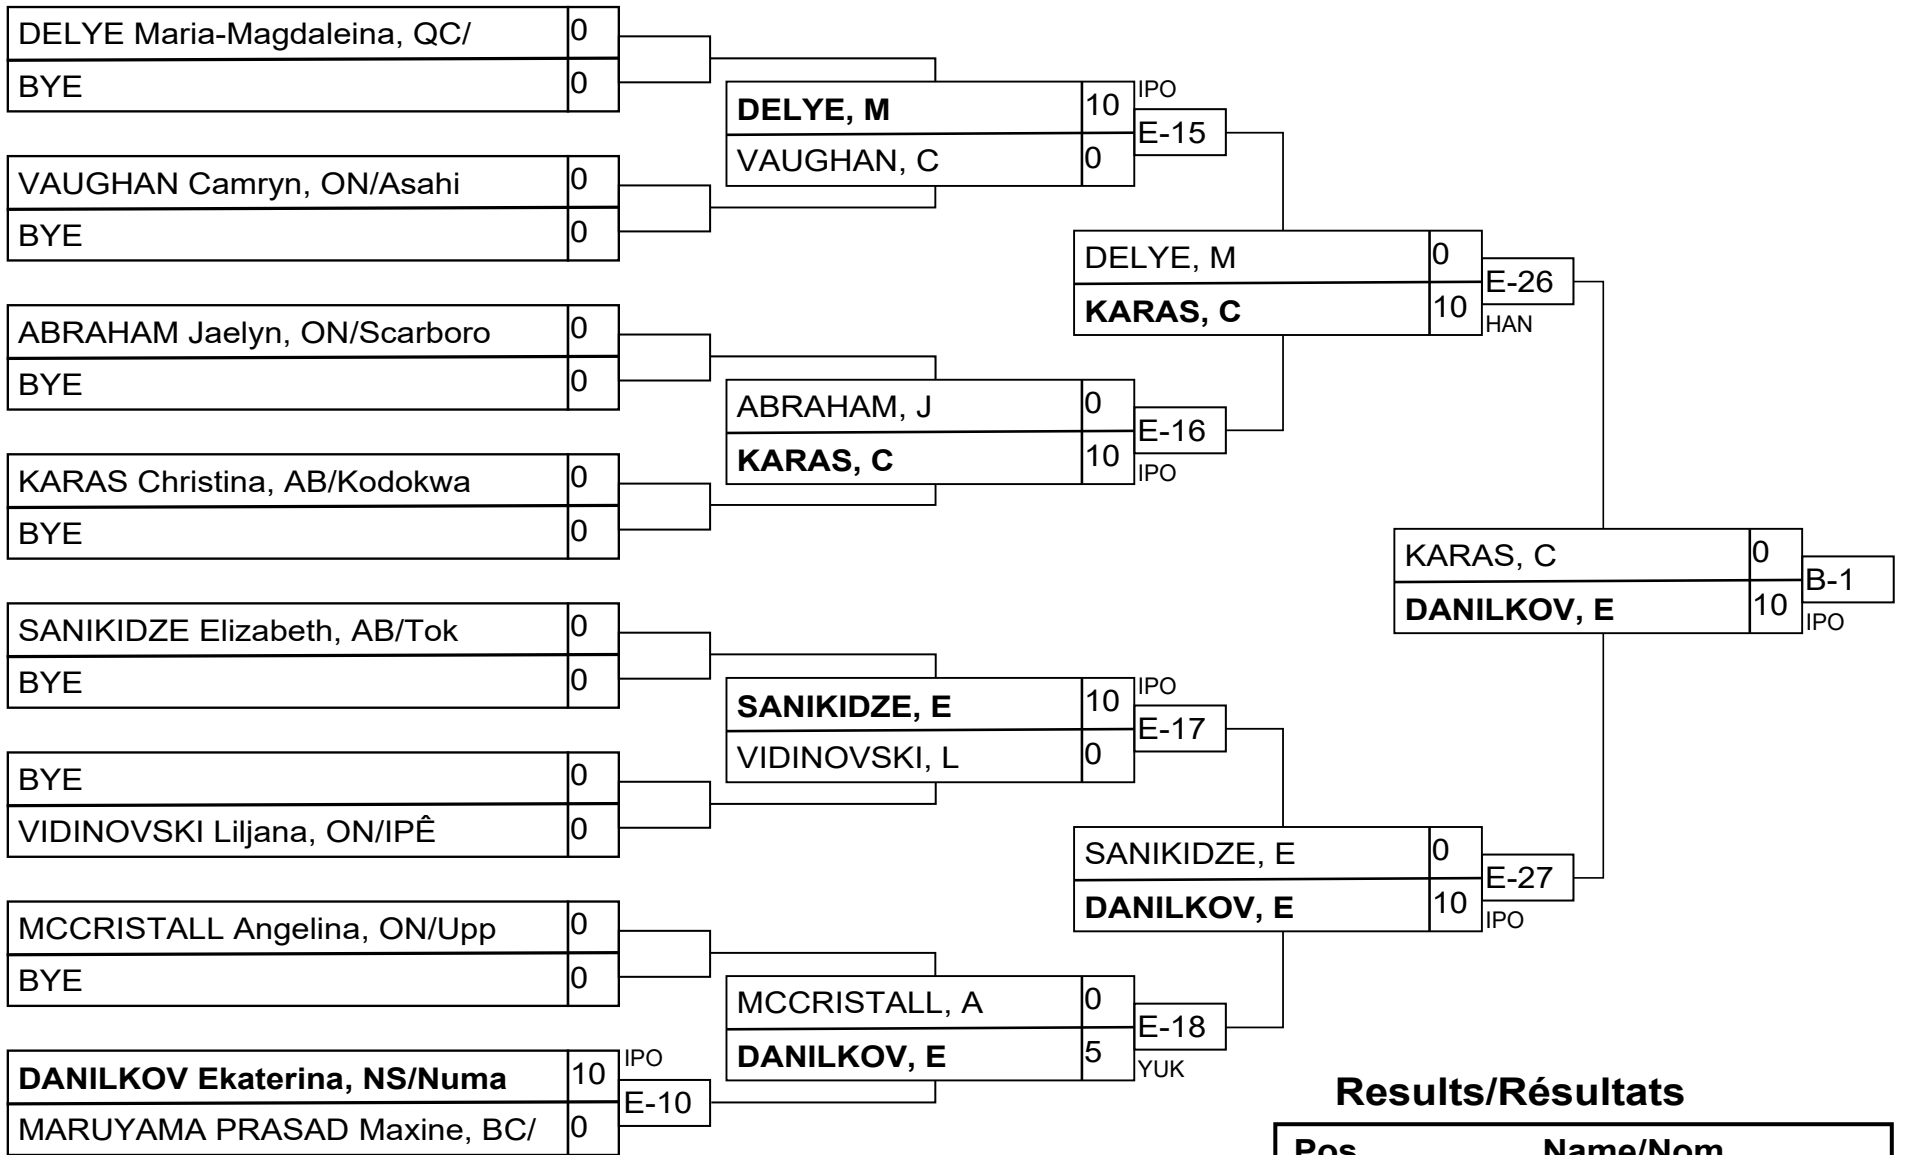 DELYE Maria-Magdaleina, QC/ 0
BYE 0
VAUGHAN Camryn, ON/Asahi 0
BYE 0
ABRAHAM Jaelyn, ON/Scarboro 0
BYE 0
KARAS Christina, AB/Kodokwa 0
BYE 0
SANIKIDZE Elizabeth, AB/Tok 0
BYE 0
BYE 0
VIDINOVSKI Liljana, ON/IPÊ 0
MCCRISTALL Angelina, ON/Upp 0
BYE 0
DANILKOV Ekaterina, NS/Numa 10 IPO
E-10
MARUYAMA PRASAD Maxine, BC/ 0
DELYE, M 10 IPO
E-15
VAUGHAN, C 0
ABRAHAM, J 0
E-16
KARAS, C 10 IPO
SANIKIDZE, E 10 IPO
E-17
VIDINOVSKI, L 0
MCCRISTALL, A 0
E-18
DANILKOV, E 5 YUK
DELYE, M 0
E-26
KARAS, C 10 HAN
SANIKIDZE, E 0
E-27
DANILKOV, E 10 IPO
KARAS, C 0
B-1
DANILKOV, E 10 IPO
Results/Résultats
Pos Name/Nom